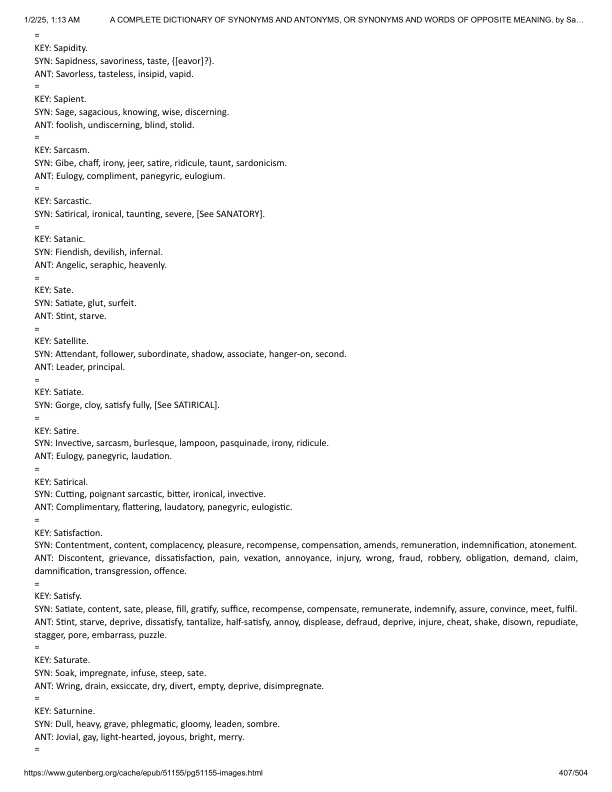 1/2/25, 1:13 AM A COMPLETE DICTIONARY OF SYNONYMS AND ANTONYMS, OR SYNONYMS AND WORDS OF OPPOSITE MEANING. by Sa…
=
KEY: Sapidity.
SYN: Sapidness, savoriness, taste, {[eavor]?}.
ANT: Savorless, tasteless, insipid, vapid.
=
KEY: Sapient.
SYN: Sage, sagacious, knowing, wise, discerning.
ANT: foolish, undiscerning, blind, stolid.
=
KEY: Sarcasm.
SYN: Gibe, chaff, irony, jeer, satire, ridicule, taunt, sardonicism.
ANT: Eulogy, compliment, panegyric, eulogium.
=
KEY: Sarcastic.
SYN: Satirical, ironical, taunting, severe, [See SANATORY].
=
KEY: Satanic.
SYN: Fiendish, devilish, infernal.
ANT: Angelic, seraphic, heavenly.
=
KEY: Sate.
SYN: Satiate, glut, surfeit.
ANT: Stint, starve.
=
KEY: Satellite.
SYN: Attendant, follower, subordinate, shadow, associate, hanger-on, second.
ANT: Leader, principal.
=
KEY: Satiate.
SYN: Gorge, cloy, satisfy fully, [See SATIRICAL].
=
KEY: Satire.
SYN: Invective, sarcasm, burlesque, lampoon, pasquinade, irony, ridicule.
ANT: Eulogy, panegyric, laudation.
=
KEY: Satirical.
SYN: Cutting, poignant sarcastic, bitter, ironical, invective.
ANT: Complimentary, flattering, laudatory, panegyric, eulogistic.
=
KEY: Satisfaction.
SYN: Contentment, content, complacency, pleasure, recompense, compensation, amends, remuneration, indemnification, atonement.
ANT: Discontent, grievance, dissatisfaction, pain, vexation, annoyance, injury, wrong, fraud, robbery, obligation, demand, claim,
damnification, transgression, offence.
=
KEY: Satisfy.
SYN: Satiate, content, sate, please, fill, gratify, suffice, recompense, compensate, remunerate, indemnify, assure, convince, meet, fulfil.
ANT: Stint, starve, deprive, dissatisfy, tantalize, half-satisfy, annoy, displease, defraud, deprive, injure, cheat, shake, disown, repudiate,
stagger, pore, embarrass, puzzle.
=
KEY: Saturate.
SYN: Soak, impregnate, infuse, steep, sate.
ANT: Wring, drain, exsiccate, dry, divert, empty, deprive, disimpregnate.
=
KEY: Saturnine.
SYN: Dull, heavy, grave, phlegmatic, gloomy, leaden, sombre.
ANT: Jovial, gay, light-hearted, joyous, bright, merry.
=
https://www.gutenberg.org/cache/epub/51155/pg51155-images.html 407/504